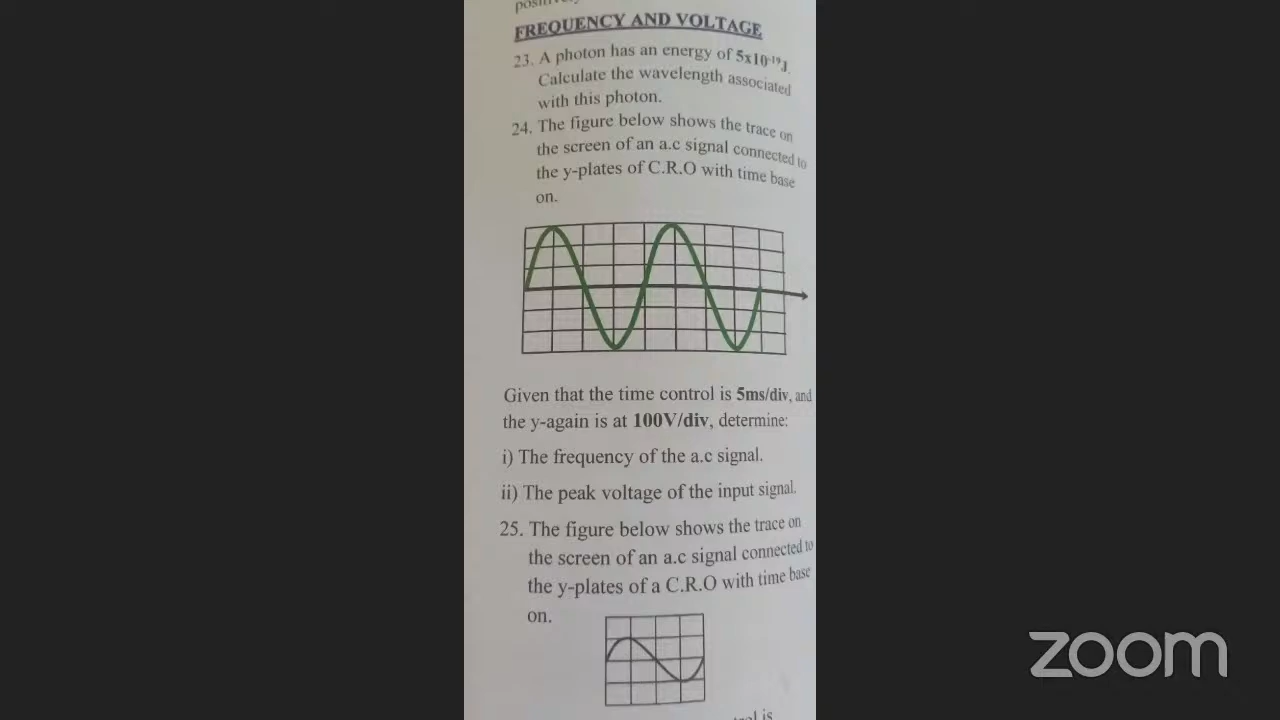 FREQUENCY AND VOLTAGE
23. A photon has an energy of 5x10⁻¹⁹J.
Calculate the wavelength associated
with this photon.
24. The figure below shows the trace on
the screen of an a.c signal connected to
the y-plates of C.R.O with time base
on.
Given that the time control is 5ms/div, and
the y-again is at 100V/div, determine:
i) The frequency of the a.c signal.
ii) The peak voltage of the input signal.
25. The figure below shows the trace on
the screen of an a.c signal connected to
the y-plates of a C.R.O with time base
on.
zoom